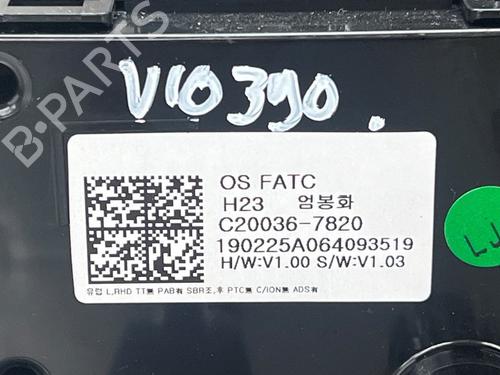 B-PARTS
V10390.
OS FATC
H23 엄봉화
C20036-7820
190225A064093519
H/W:V1.00 S/W:V1.03
유럽 L,RHD TT無 PAB有 SBR조,후 PTC無 C/ION無 ADS有
LJ